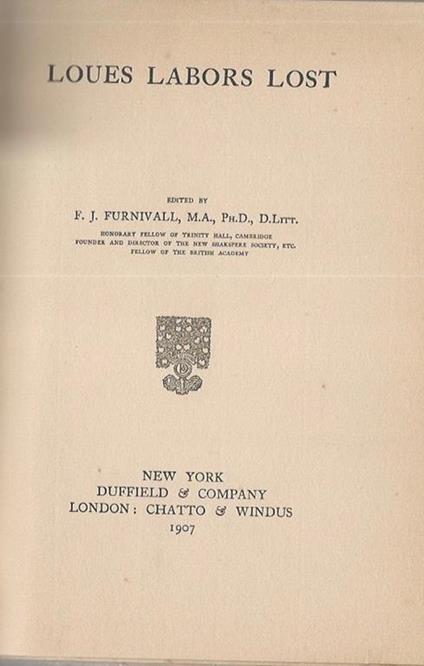 LOUES LABORS LOST
EDITED BY
F. J. FURNIVALL, M.A., Ph.D., D.Litt.
HONORARY FELLOW OF TRINITY HALL, CAMBRIDGE
FOUNDER AND DIRECTOR OF THE NEW SHAKSPERE SOCIETY, ETC.
FELLOW OF THE BRITISH ACADEMY
NEW YORK
DUFFIELD & COMPANY
LONDON: CHATTO & WINDUS
1907